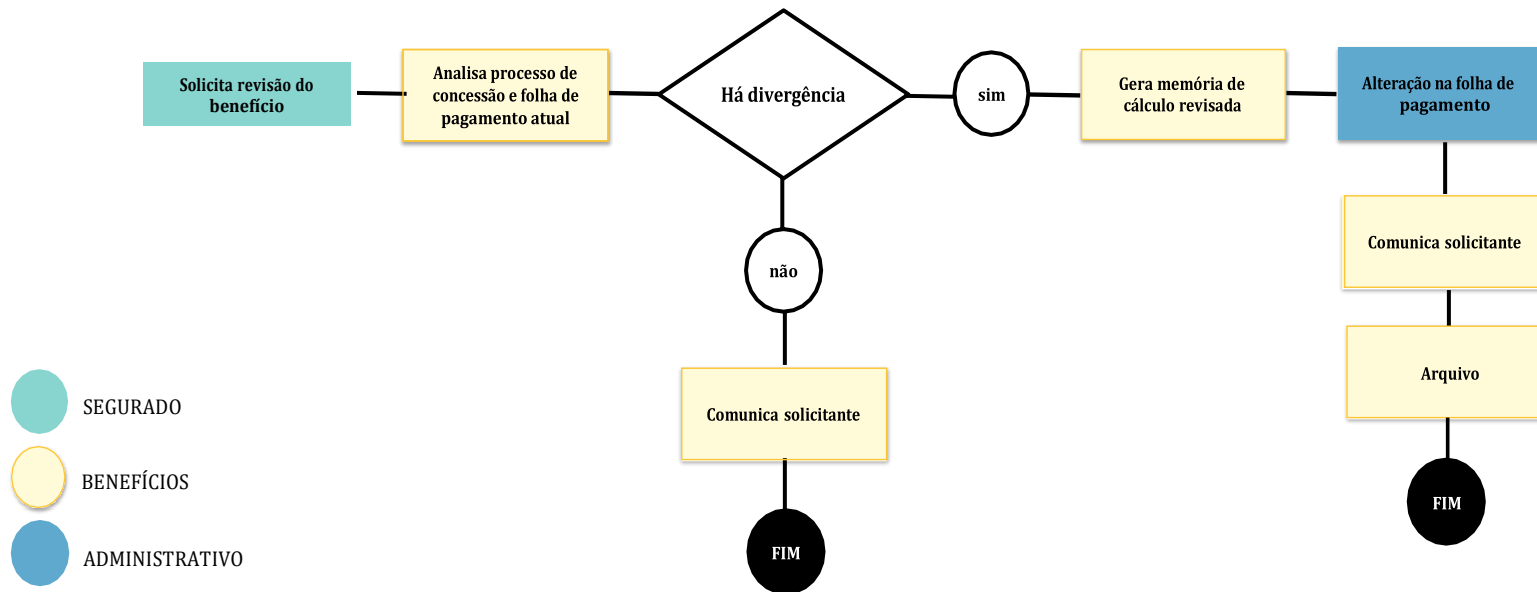 Solicita revisão do
benefício
Analisa processo de
concessão e folha de
pagamento atual
Há divergência
sim
Gera memória de
cálculo revisada
Alteração na folha de
pagamento
Comunica solicitante
Arquivo
FIM
não
Comunica solicitante
FIM
SEGURADO
BENEFÍCIOS
ADMINISTRATIVO